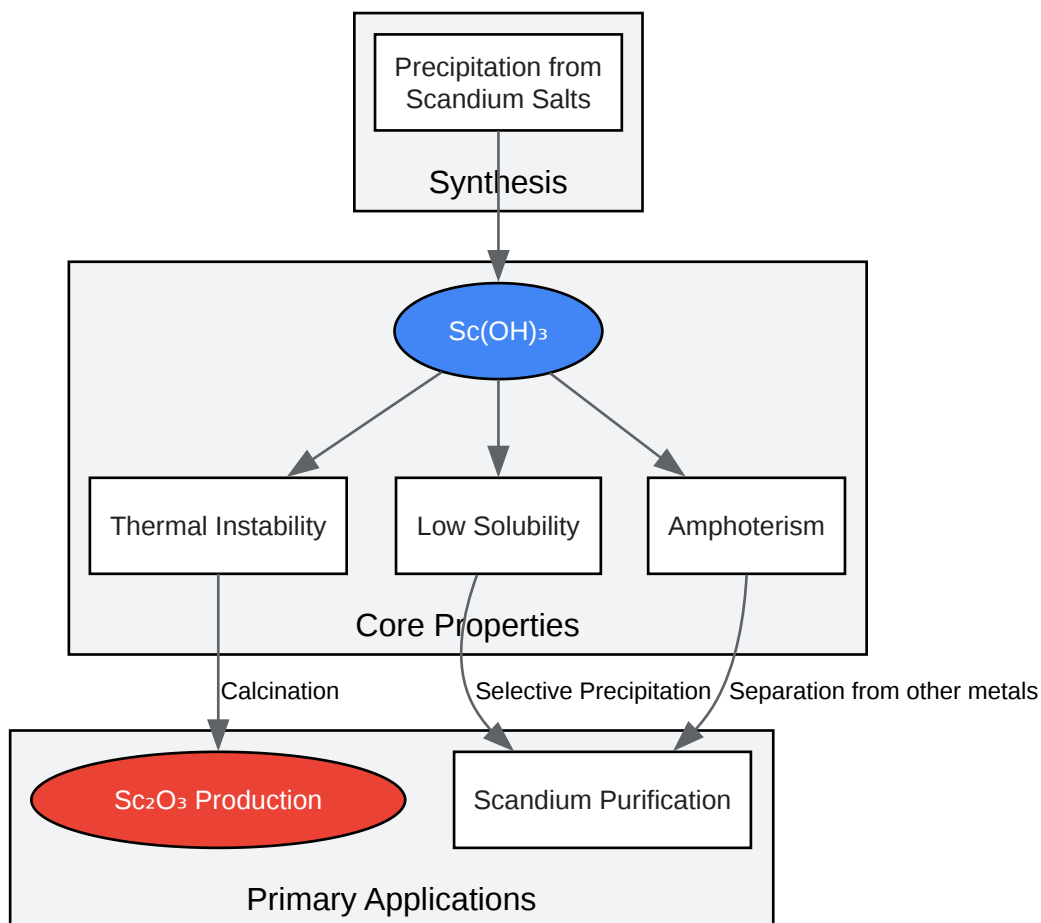 Precipitation from
Scandium Salts
Synthesis
Sc(OH)₃
Thermal Instability
Low Solubility
Amphoterism
Core Properties
Calcination
Selective Precipitation
Separation from other metals
Sc₂O₃ Production
Scandium Purification
Primary Applications